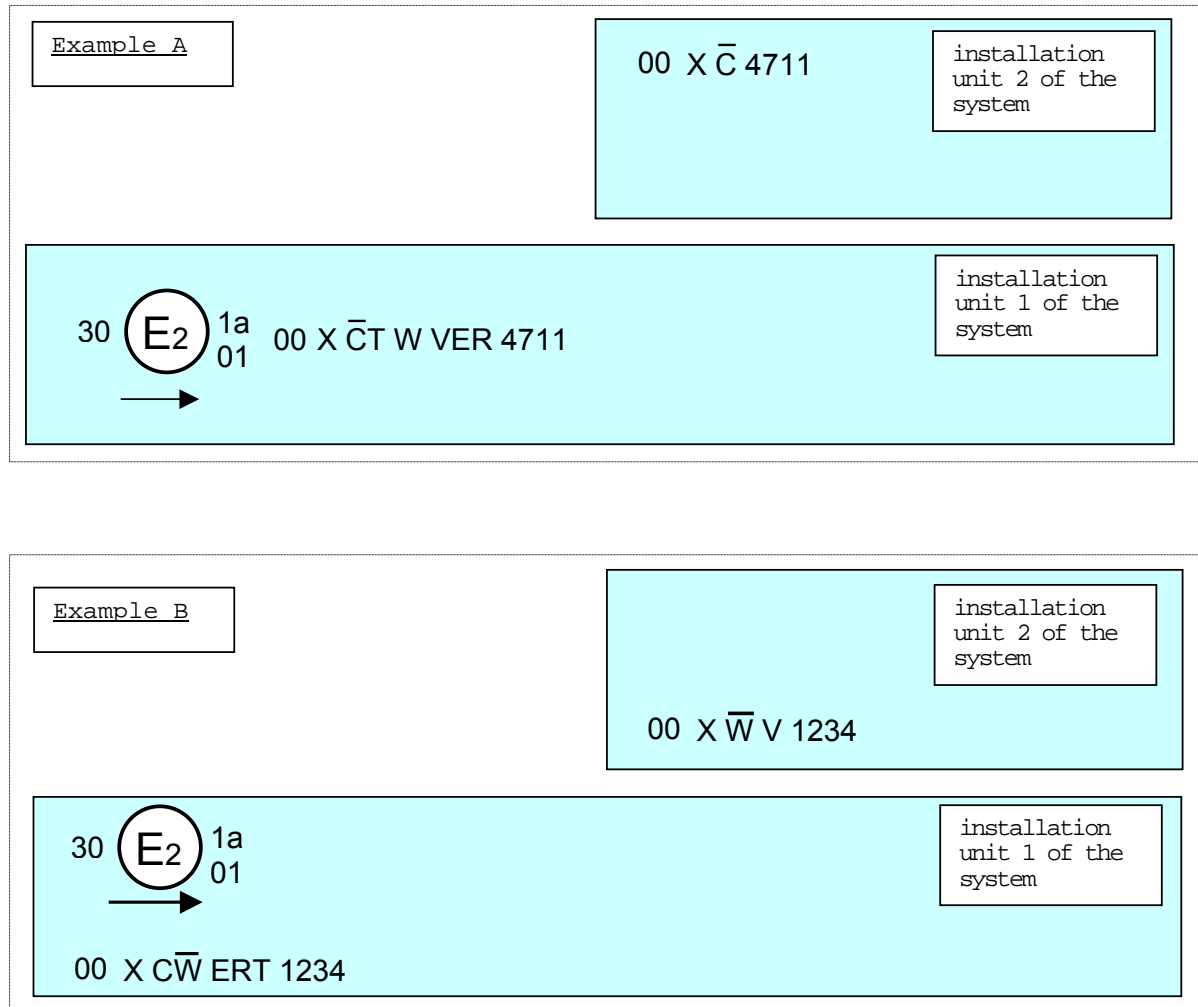 Example A
00 X C̅ 4711
installation
unit 2 of the
system
30 E2 1a
01
00 X C̅T W VER 4711
installation
unit 1 of the
system
Example B
installation
unit 2 of the
system
00 X W̅ V 1234
30 E2 1a
01
installation
unit 1 of the
system
00 X CW̅ ERT 1234